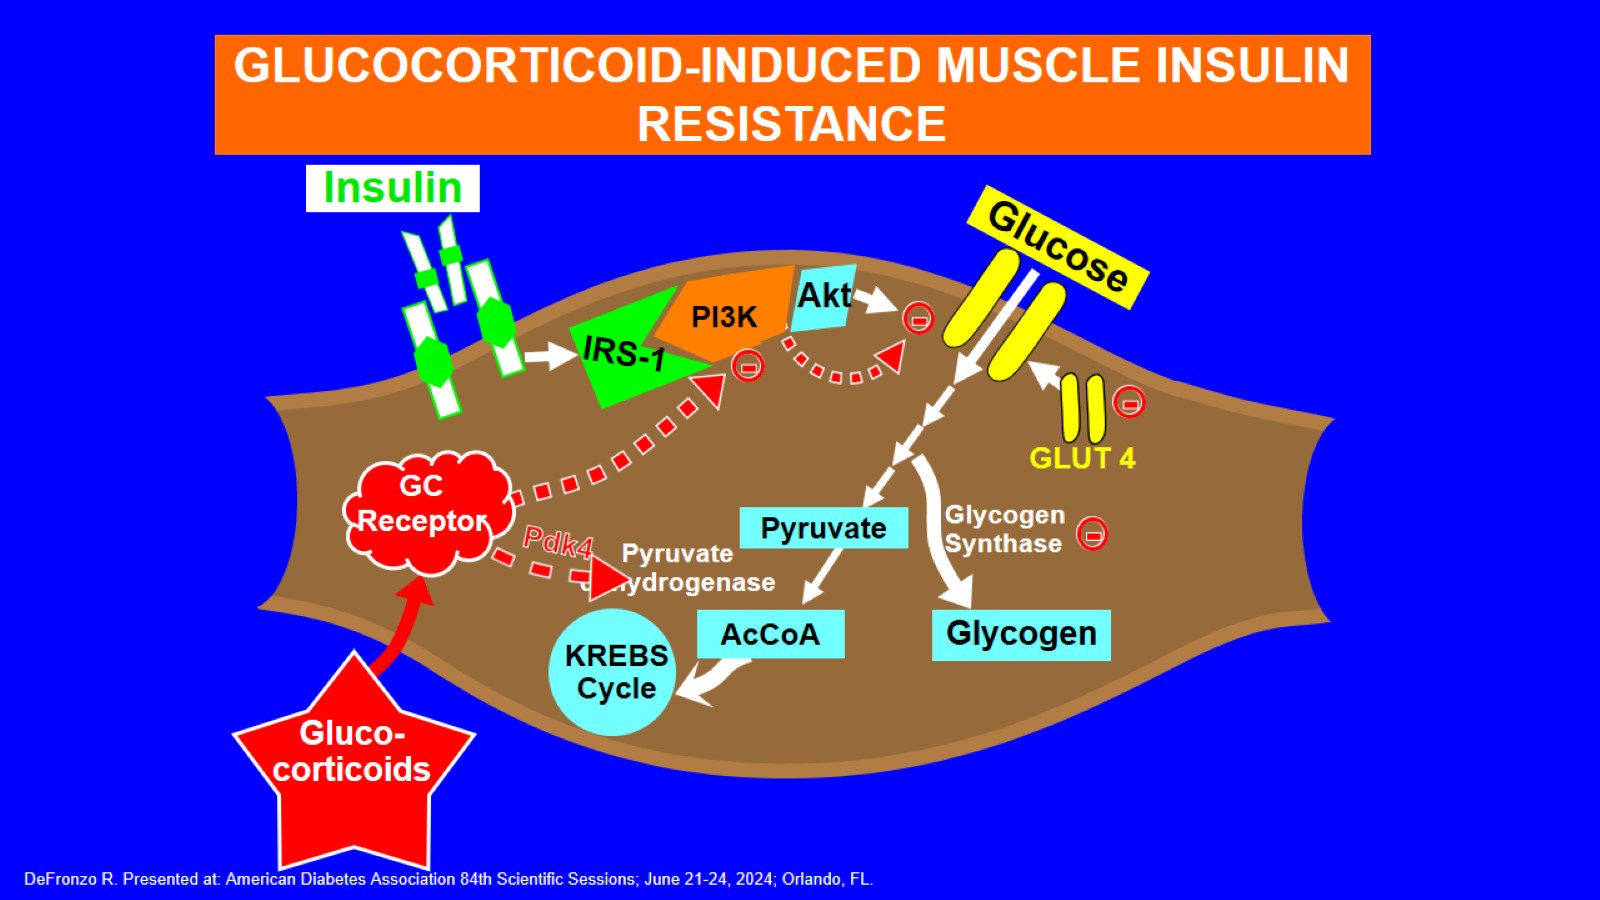 GLUCOCORTICOID-INDUCED MUSCLE INSULIN
RESISTANCE
Insulin
Glucose
IRS-1
PI3K
Akt
GLUT 4
GC
Receptor
Pdk4
Pyruvate
Pyruvate
Glycogen
Synthase
AcCoA
Glycogen
KREBS
Cycle
Gluco-
corticoids
DeFronzo R. Presented at: American Diabetes Association 84th Scientific Sessions; June 21-24, 2024; Orlando, FL.